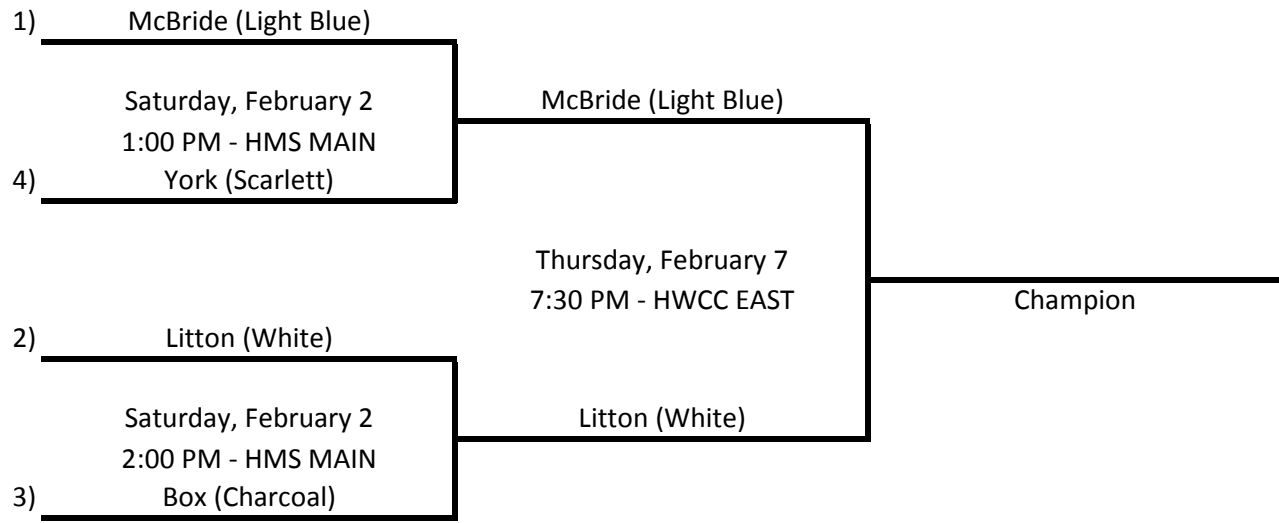 1) McBride (Light Blue)
Saturday, February 2
1:00 PM - HMS MAIN
4) York (Scarlett)
McBride (Light Blue)
Thursday, February 7
7:30 PM - HWCC EAST
Champion
2) Litton (White)
Saturday, February 2
2:00 PM - HMS MAIN
3) Box (Charcoal)
Litton (White)